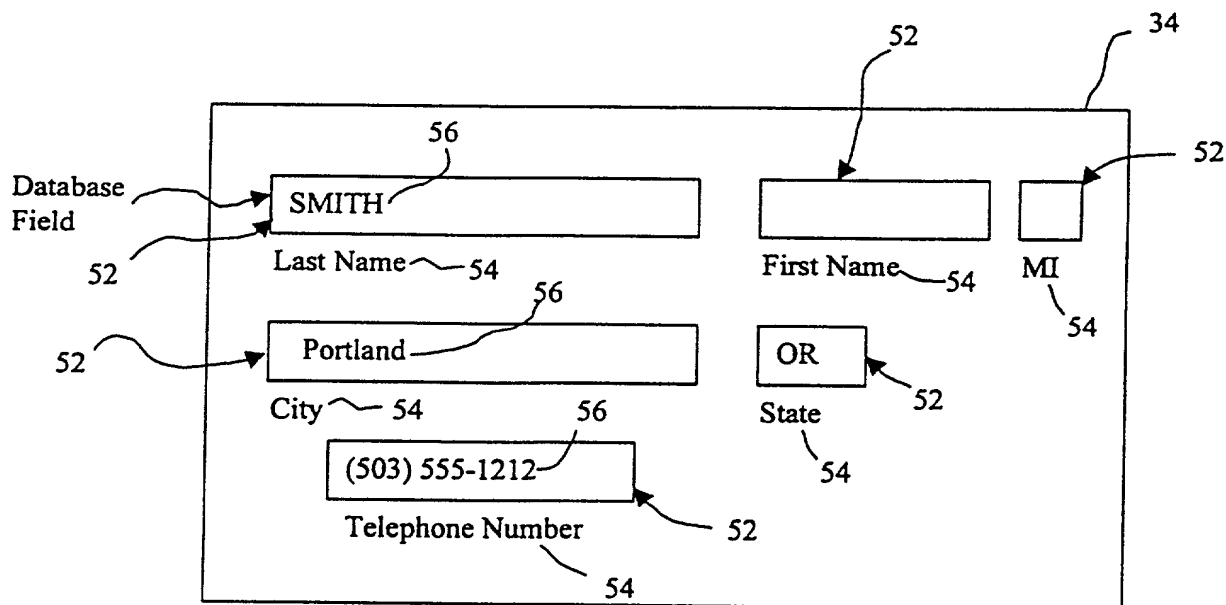 34
52
56
52
Database
Field
SMITH
52
Last Name 54
First Name 54
MI
54
56
52
Portland
OR
52
City 54
56
State
54
(503) 555-1212
52
Telephone Number
54